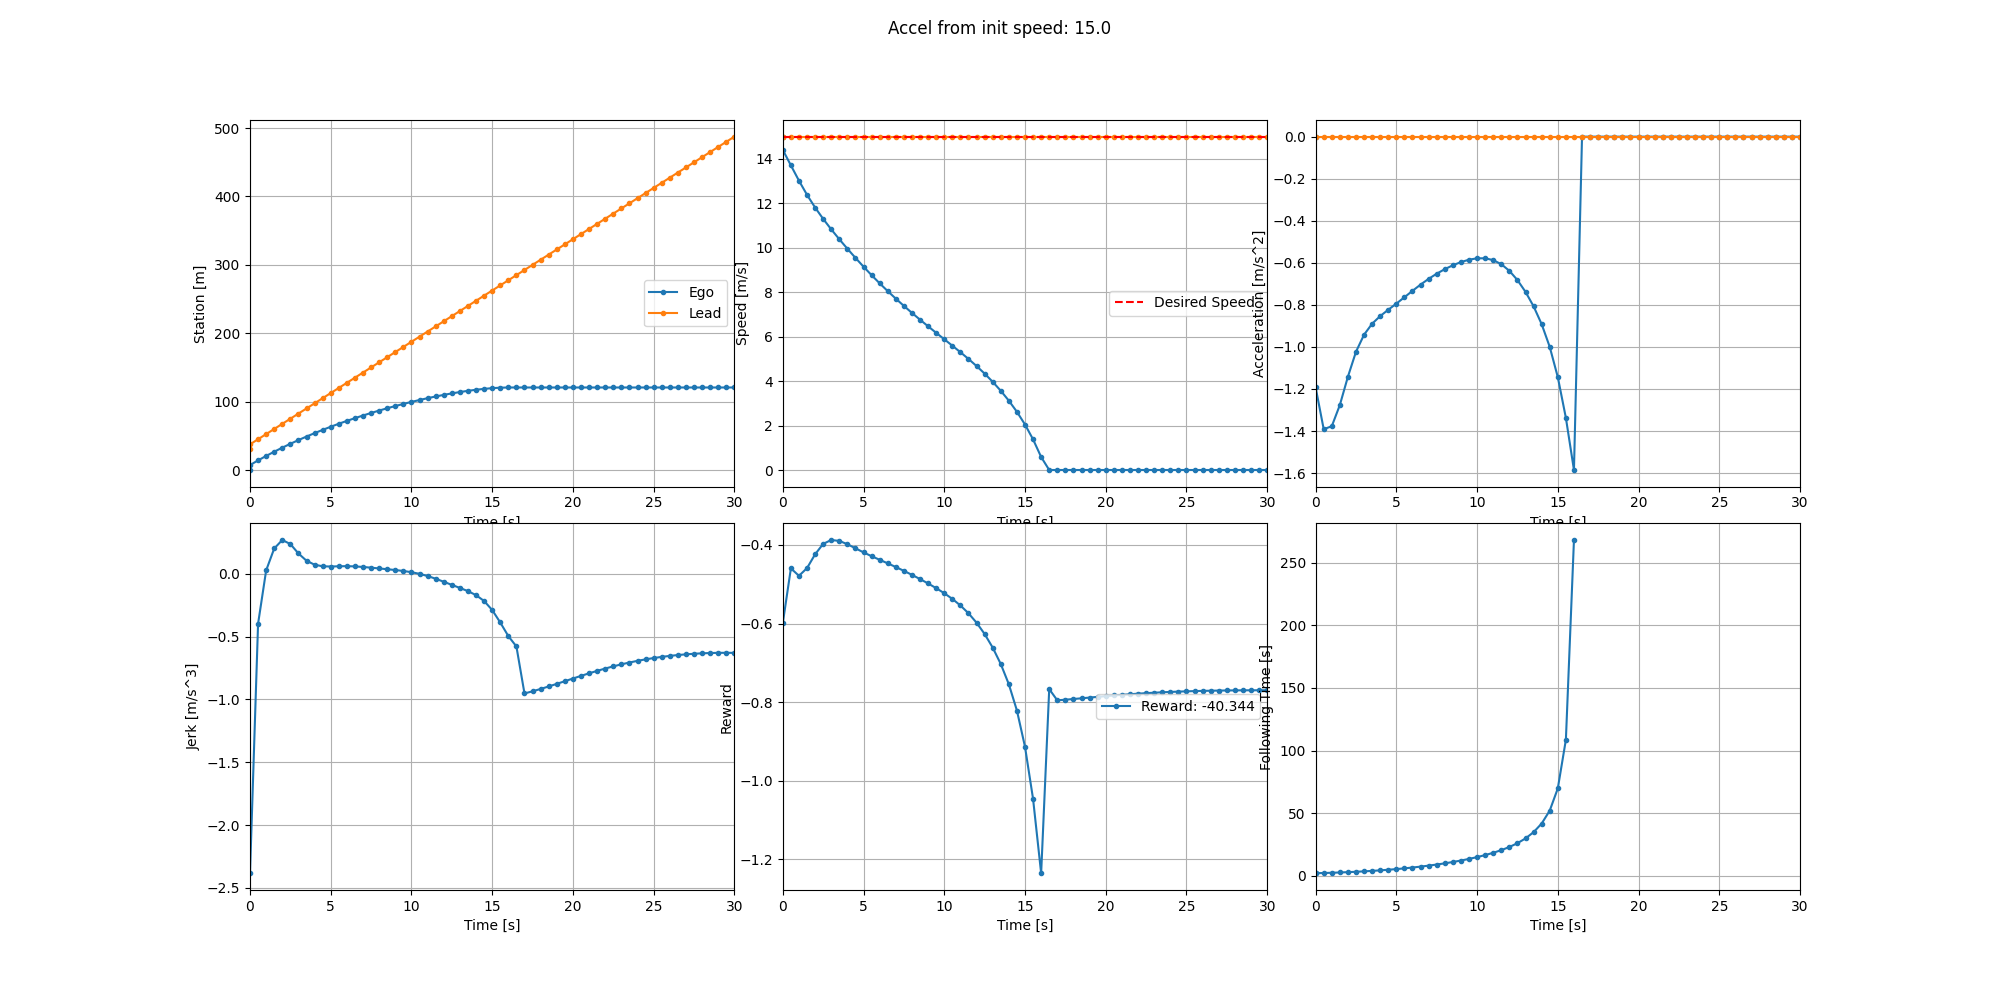 Accel from init speed: 15.0
Station [m]
500
400
300
200
100
0
Ego
Lead
0 5 10 15 20 25 30
Time [s]
Speed [m/s]
14
12
10
8
6
4
2
0
Desired Speed
0 5 10 15 20 25 30
Time [s]
Acceleration [m/s^2]
0.0
−0.2
−0.4
−0.6
−0.8
−1.0
−1.2
−1.4
−1.6
0 5 10 15 20 25 30
Time [s]
Jerk [m/s^3]
0.0
−0.5
−1.0
−1.5
−2.0
−2.5
0 5 10 15 20 25 30
Time [s]
Reward
−0.4
−0.6
−0.8
−1.0
−1.2
Reward: -40.344
0 5 10 15 20 25 30
Time [s]
Following Time [s]
250
200
150
100
50
0
0 5 10 15 20 25 30
Time [s]